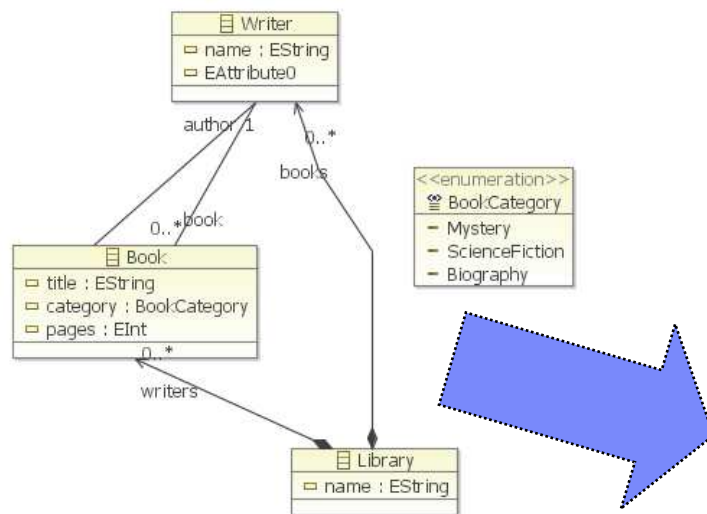 Writer
name : EString
EAttribute0
author 1
0..*
books
0..*
book
<<enumeration>>
BookCategory
Mystery
ScienceFiction
Biography
Book
title : EString
category : BookCategory
pages : EInt
0..*
writers
Library
name : EString